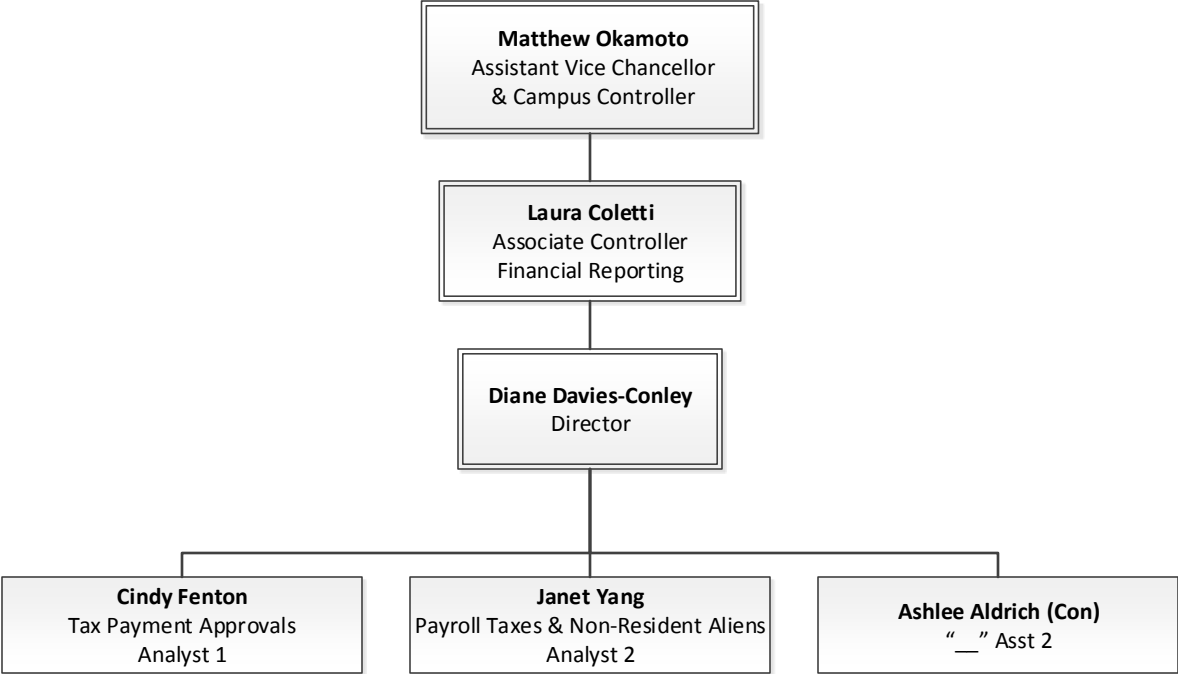 Matthew Okamoto
Assistant Vice Chancellor
& Campus Controller
Laura Coletti
Associate Controller
Financial Reporting
Diane Davies-Conley
Director
Cindy Fenton
Tax Payment Approvals
Analyst 1
Janet Yang
Payroll Taxes & Non-Resident Aliens
Analyst 2
Ashlee Aldrich (Con)
“__” Asst 2